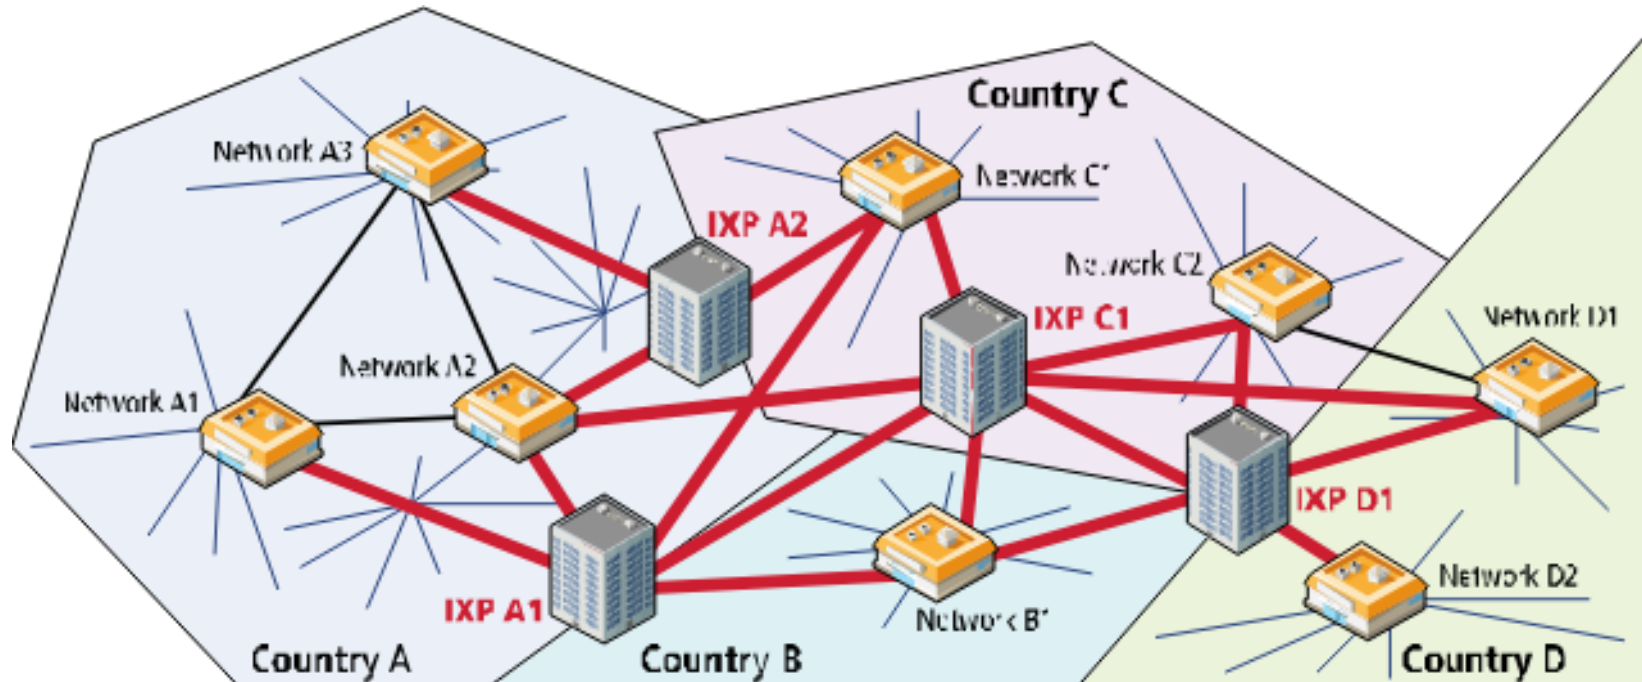 Country C
Network A3
Network C1
IXP A2
Network C2
IXP C1
Network D1
Network A2
Network A1
IXP D1
Network D2
IXP A1
Network B1
Country A
Country B
Country D